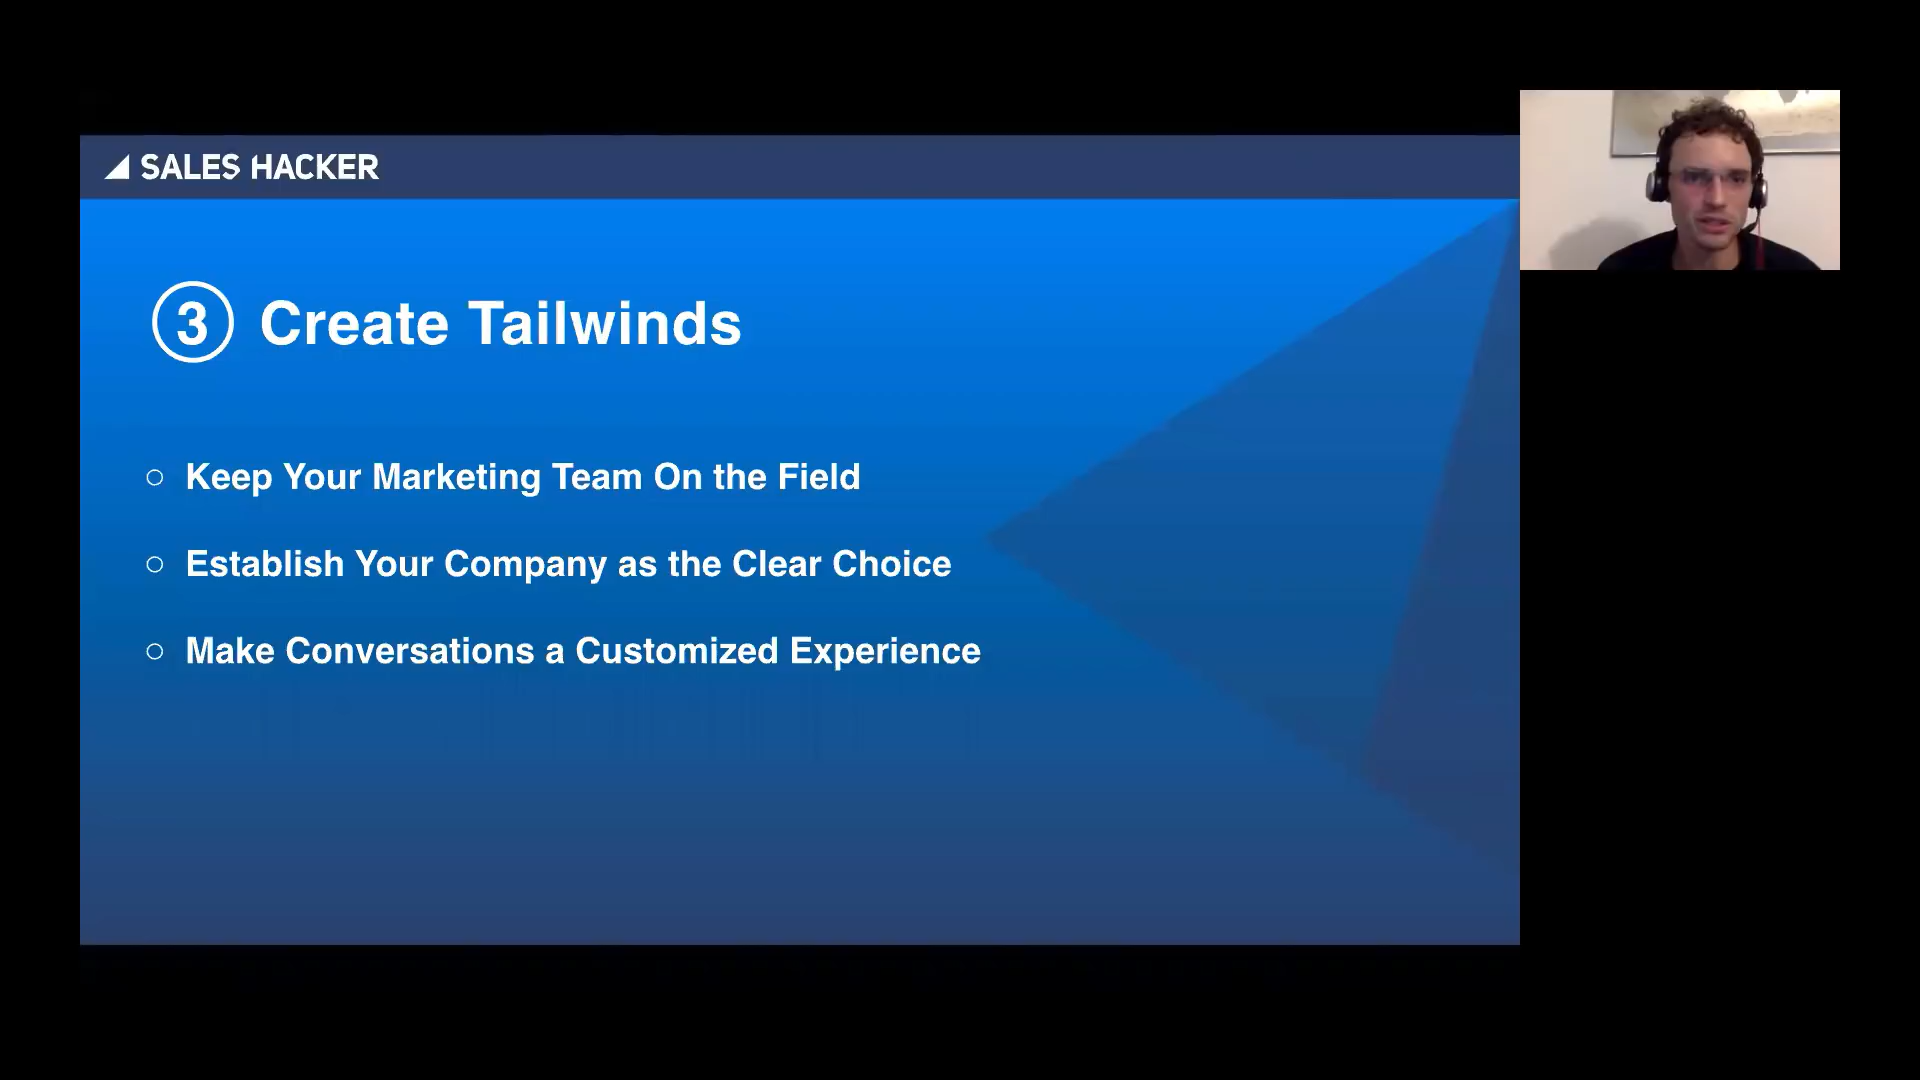 SALES HACKER
3 Create Tailwinds
○ Keep Your Marketing Team On the Field
○ Establish Your Company as the Clear Choice
○ Make Conversations a Customized Experience